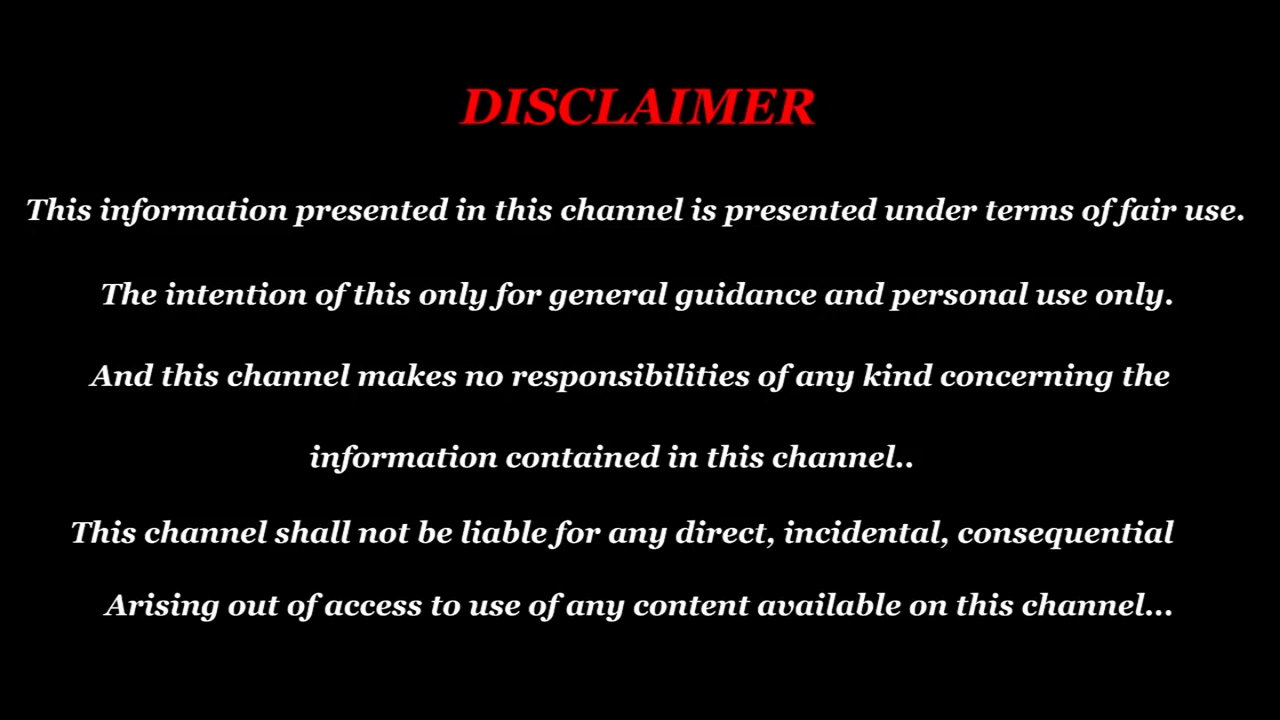 DISCLAIMER
This information presented in this channel is presented under terms of fair use.
The intention of this only for general guidance and personal use only.
And this channel makes no responsibilities of any kind concerning the
information contained in this channel..
This channel shall not be liable for any direct, incidental, consequential
Arising out of access to use of any content available on this channel...